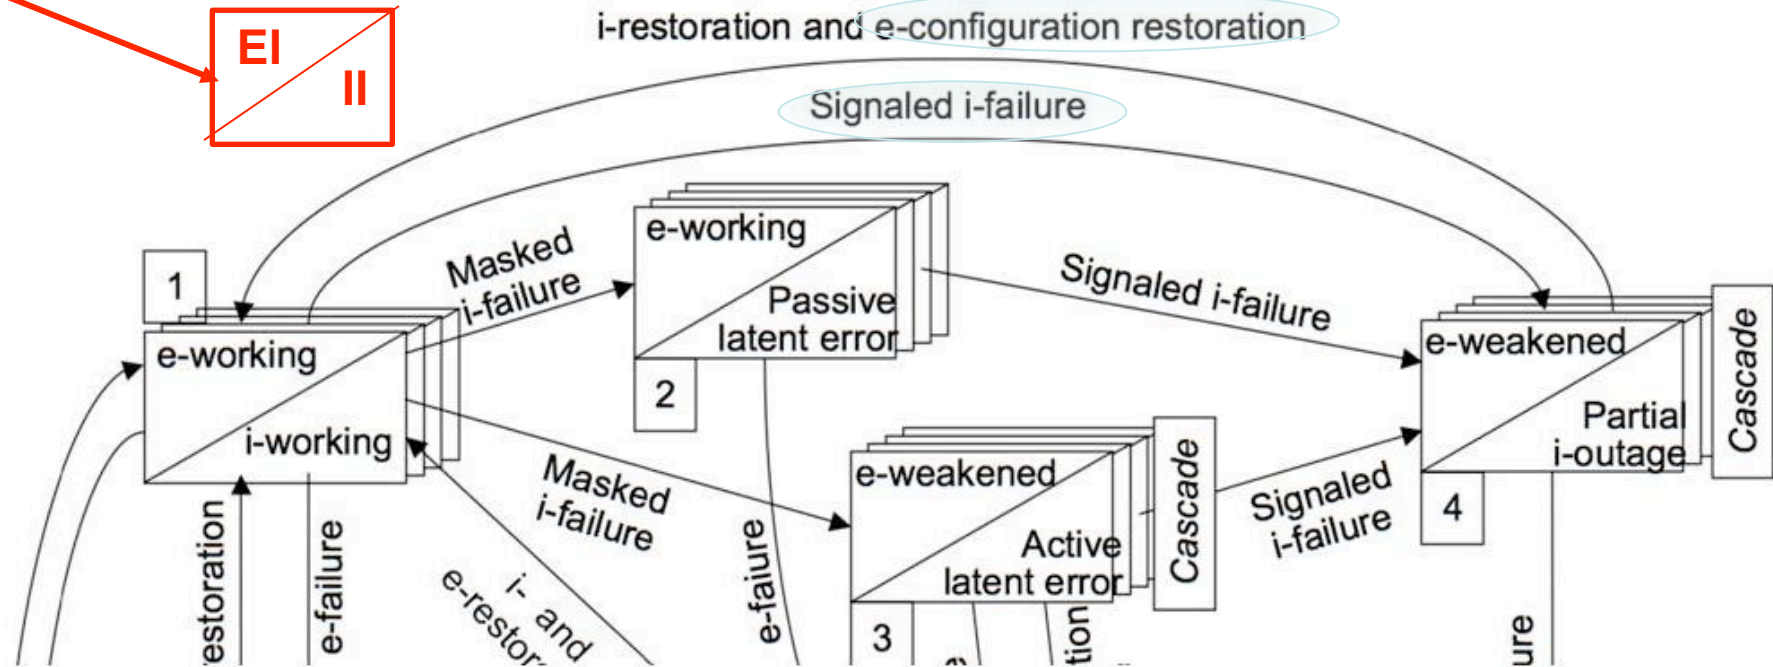 EI
II
i-restoration and e-configuration restoration
Signaled i-failure
1
e-working
i-working
Masked
i-failure
e-working
Passive
latent error
2
Signaled i-failure
Masked
i-failure
e-weakened
Active
latent error
3
Cascade
Signaled
i-failure
e-weakened
Partial
i-outage
4
Cascade
estoration
e-failure
i- and
e-restor
e-faiure
e
tion
ure